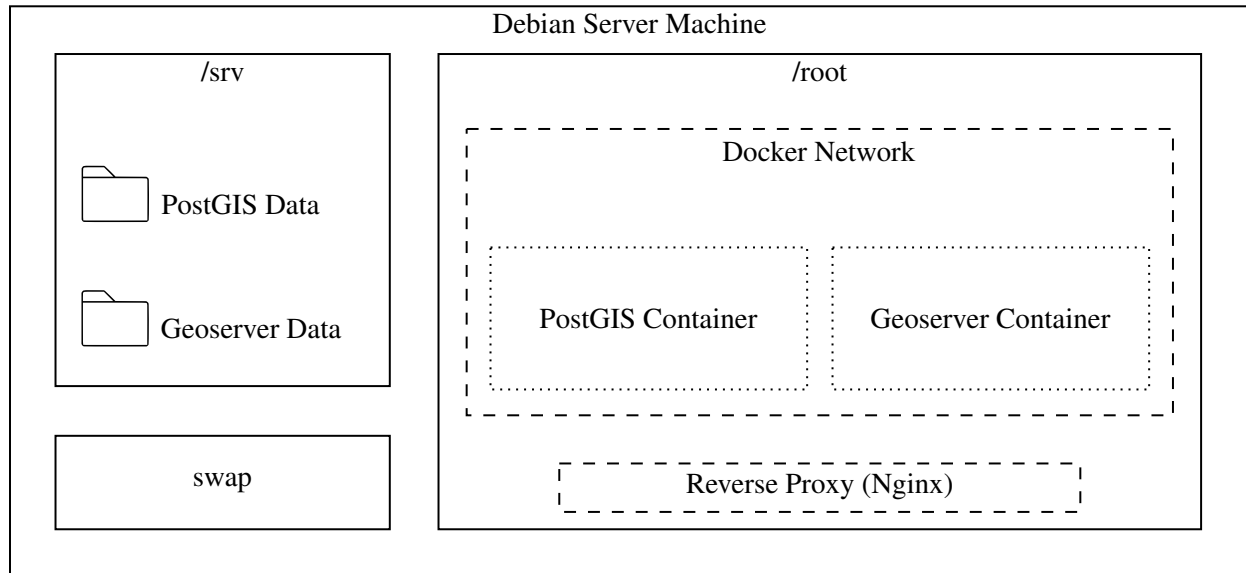 Debian Server Machine
/srv
PostGIS Data
Geoserver Data
swap
/root
Docker Network
PostGIS Container
Geoserver Container
Reverse Proxy (Nginx)